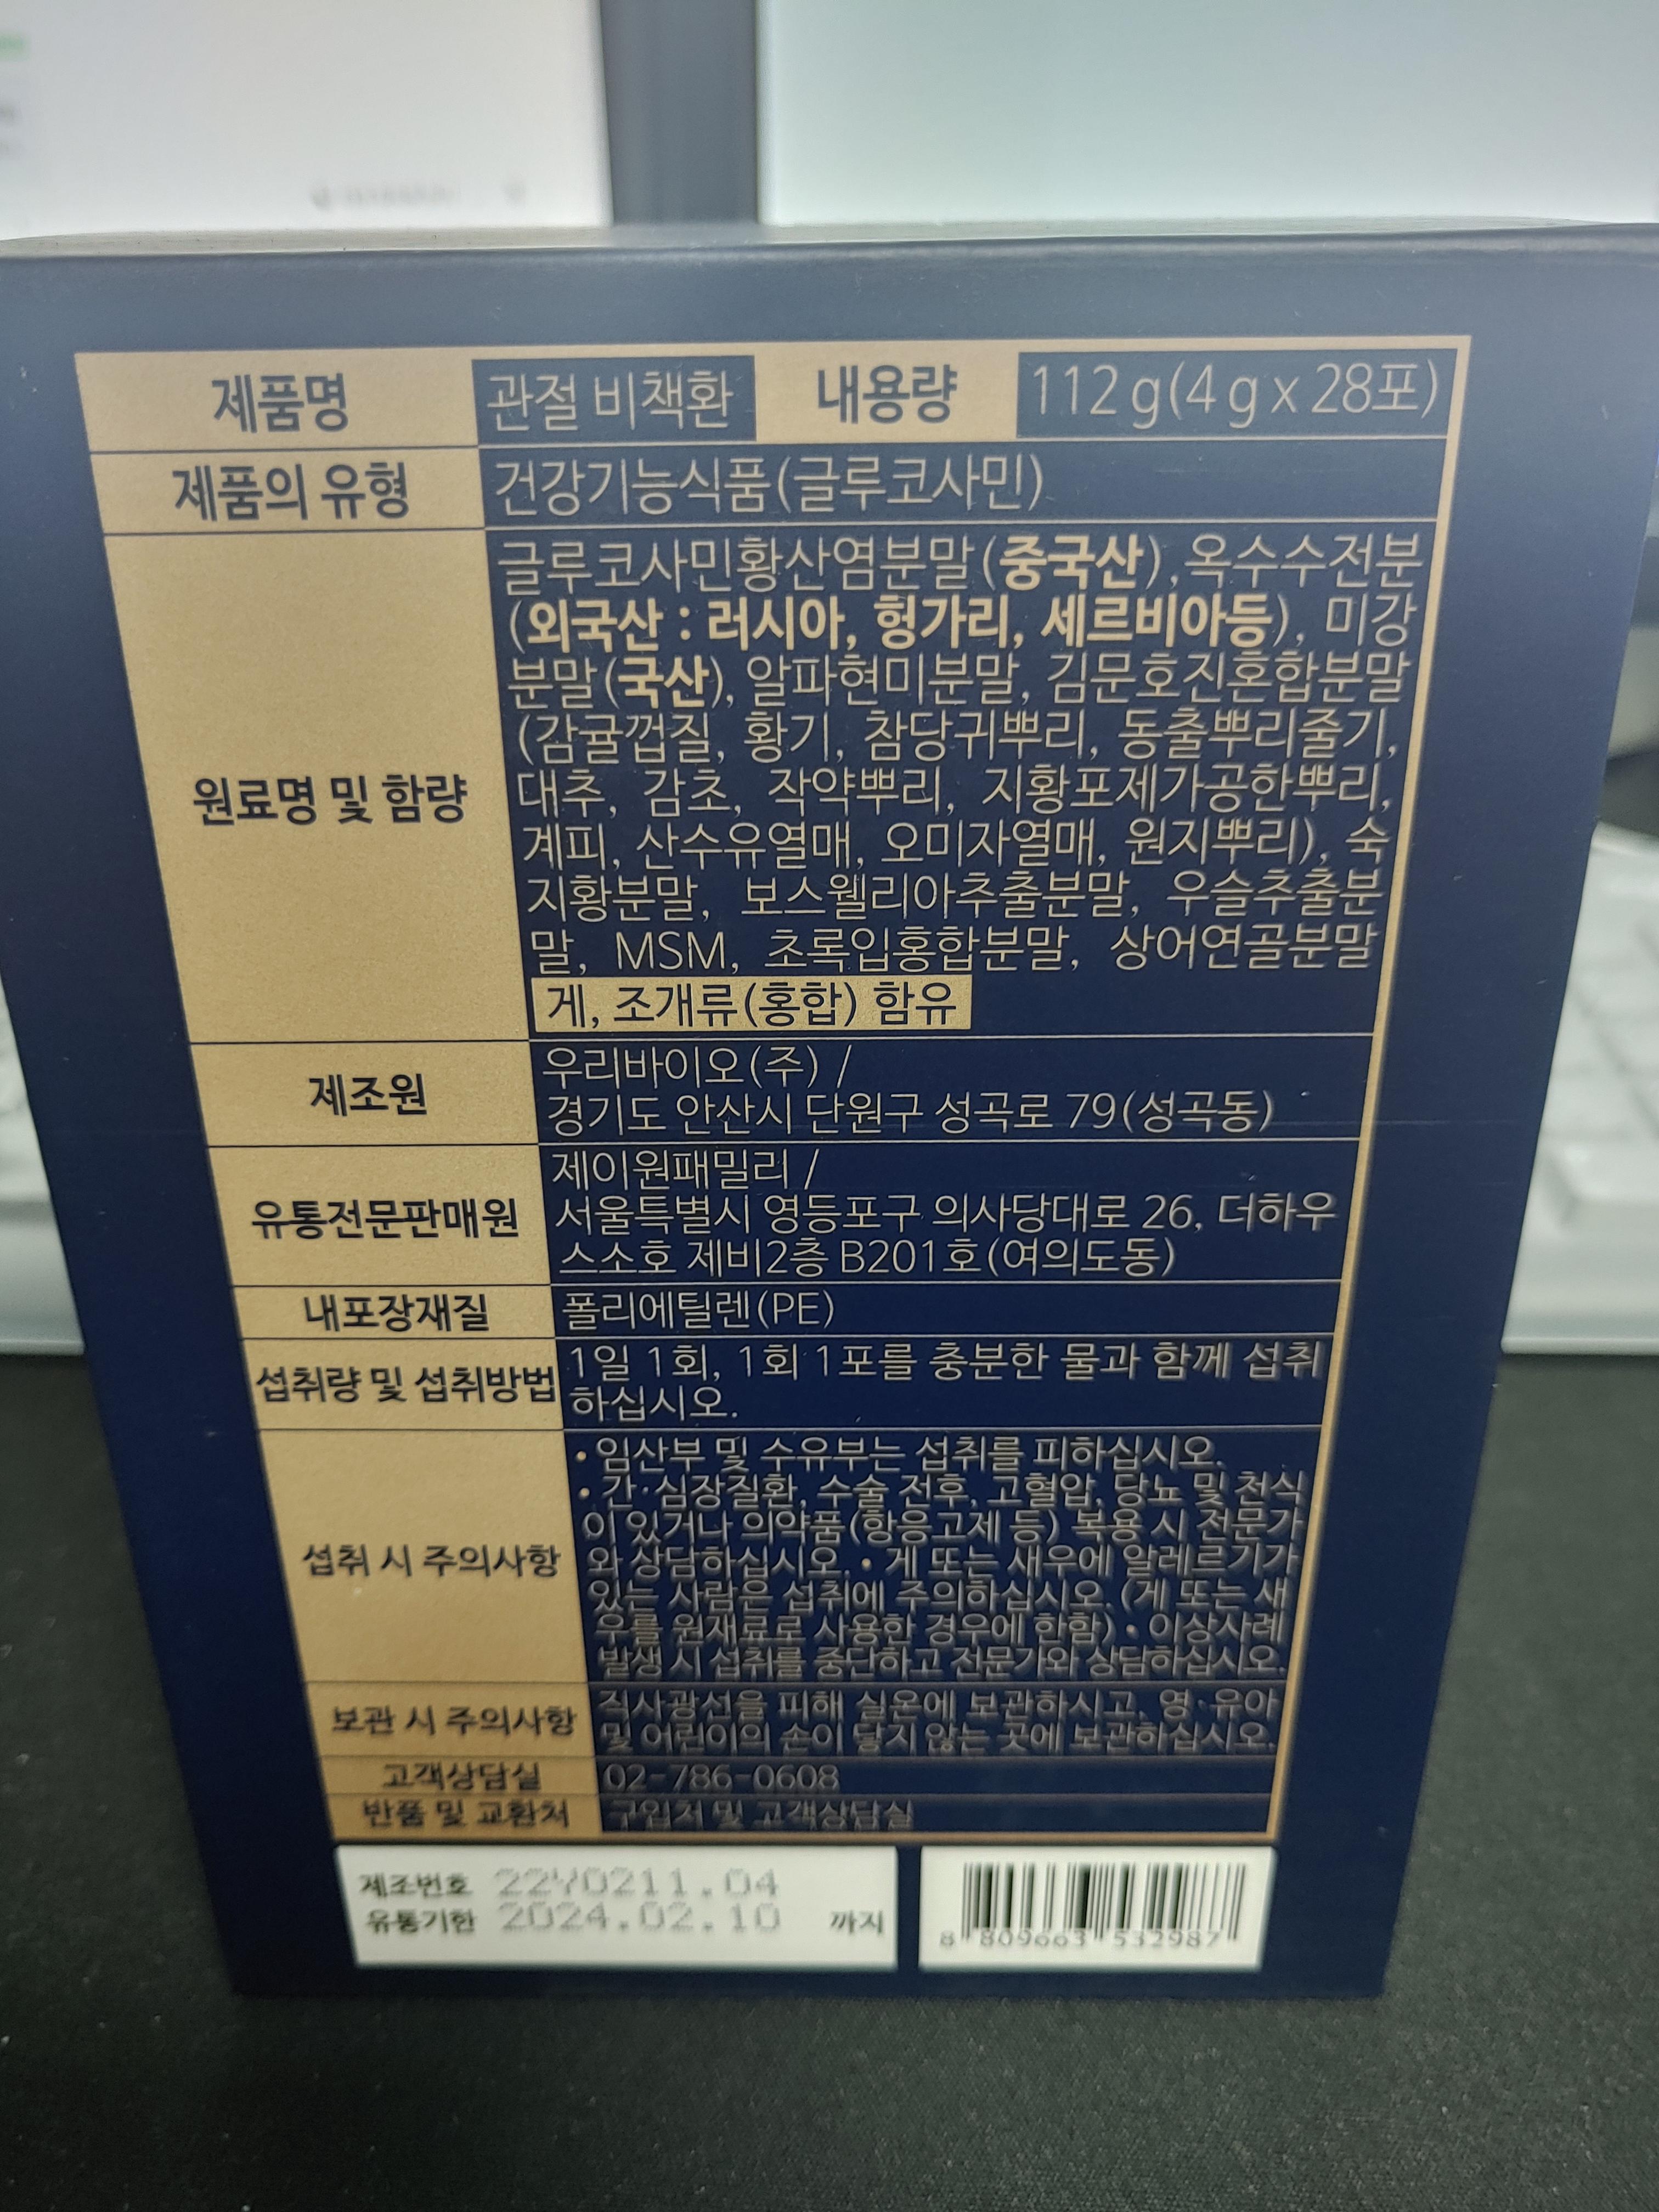 제품명 관절 비책환 내용량 112g(4g x 28포)
제품의 유형 건강기능식품(글루코사민)
원료명 및 함량
글루코사민황산염분말(중국산), 옥수수전분
(외국산 : 러시아, 헝가리, 세르비아등), 미강
분말(국산), 알파현미분말, 김문호진혼합분말
(감귤껍질, 황기, 참당귀뿌리, 동출뿌리줄기,
대추, 감초, 작약뿌리, 지황포제가공한뿌리,
계피, 산수유열매, 오미자열매, 원지뿌리), 숙
지황분말, 보스웰리아추출분말, 우슬추출분
말, MSM, 초록입홍합분말, 상어연골분말
게, 조개류(홍합) 함유
제조원
우리바이오(주) /
경기도 안산시 단원구 성곡로 79(성곡동)
유통전문판매원
제이원패밀리 /
서울특별시 영등포구 의사당대로 26, 더하우
스소호 제비2층 B201호(여의도동)
내포장재질 폴리에틸렌(PE)
섭취량 및 섭취방법
1일 1회, 1회 1포를 충분한 물과 함께 섭취
하십시오.
섭취 시 주의사항
• 임산부 및 수유부는 섭취를 피하십시오.
• 간·심장질환, 수술 전후, 고혈압, 당뇨 및 천식
이 있거나 의약품(항응고제 등) 복용 시 전문가
와 상담하십시오. • 게 또는 새우에 알레르기가
있는 사람은 섭취에 주의하십시오. (게 또는 새
우를 원재료로 사용한 경우에 한함) • 이상사례
발생 시 섭취를 중단하고 전문가와 상담하십시오.
보관 시 주의사항
직사광선을 피해 실온에 보관하시고, 영·유아
및 어린이의 손이 닿지 않는 곳에 보관하십시오.
고객상담실 02-786-0608
반품 및 교환처 구입처 및 고객상담실
제조번호 22Y0211.04
유통기한 2024.02.10 까지
8 809663 532987